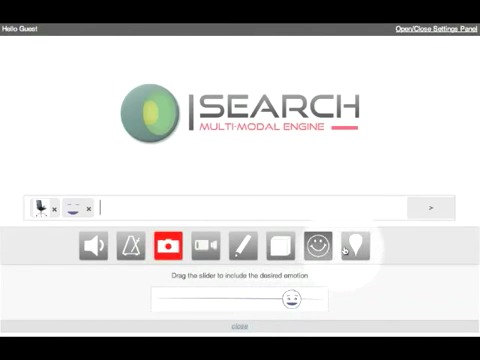 Hello Guest
Open/Close Settings Panel
SEARCH
MULTI-MODAL ENGINE
Drag the slider to include the desired emotion
close